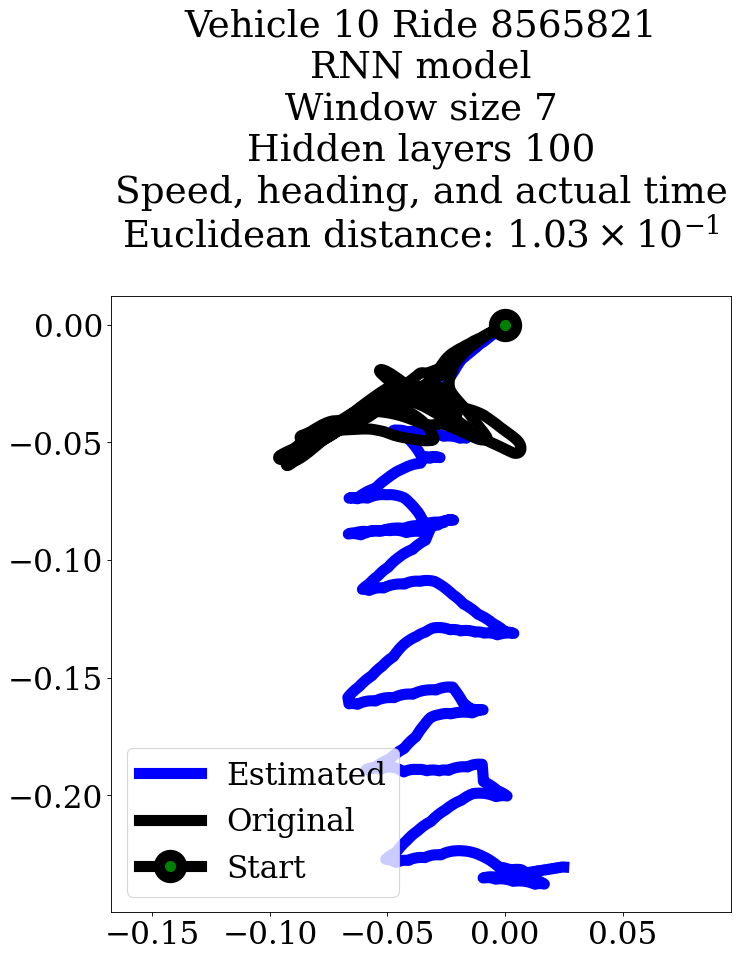 Vehicle 10 Ride 8565821
RNN model
Window size 7
Hidden layers 100
Speed, heading, and actual time
Euclidean distance: 1.03 × 10⁻¹
0.00
−0.05
−0.10
−0.15
−0.20
Estimated
Original
Start
−0.15 −0.10 −0.05 0.00 0.05